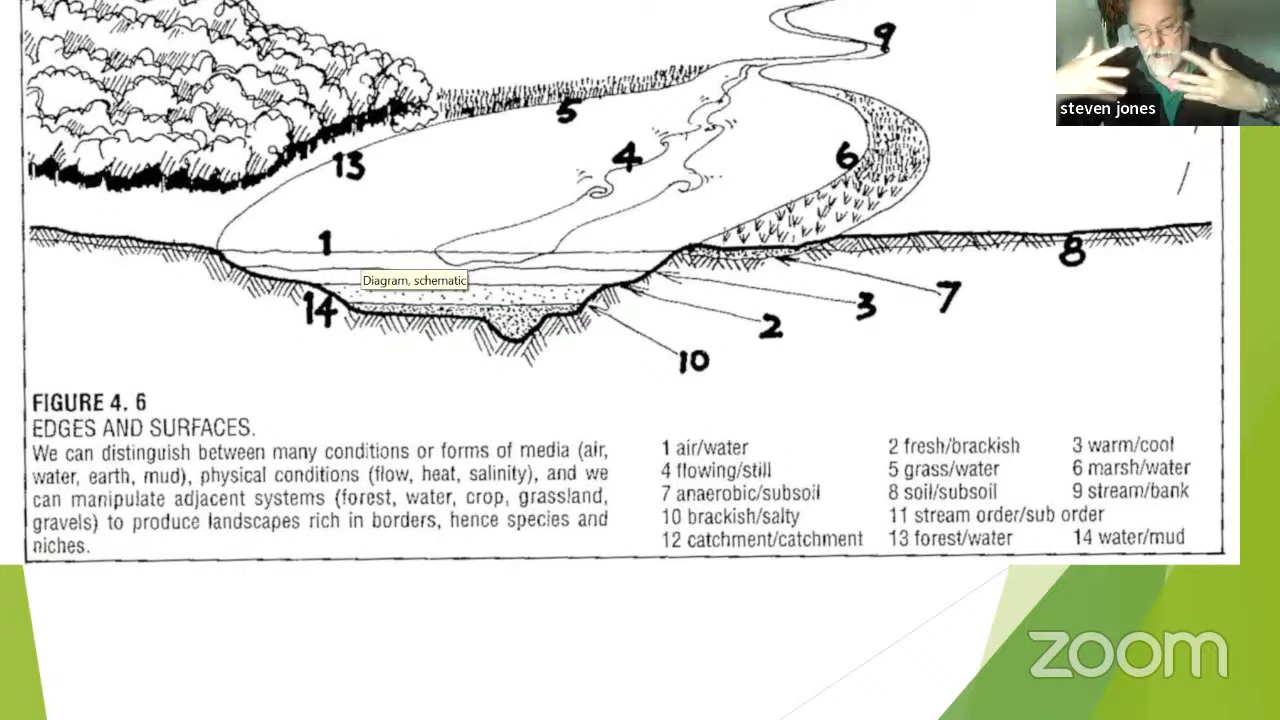 9
steven jones
5
4
6
13
1
8
Diagram, schematic
7
3
14
2
10
FIGURE 4. 6
EDGES AND SURFACES.
We can distinguish between many conditions or forms of media (air,
water, earth, mud), physical conditions (flow, heat, salinity), and we
can manipulate adjacent systems (forest, water, crop, grassland,
gravels) to produce landscapes rich in borders, hence species and
niches.
1 air/water 2 fresh/brackish 3 warm/cool
4 flowing/still 5 grass/water 6 marsh/water
7 anaerobic/subsoil 8 soil/subsoil 9 stream/bank
10 brackish/salty 11 stream order/sub order
12 catchment/catchment 13 forest/water 14 water/mud
zoom